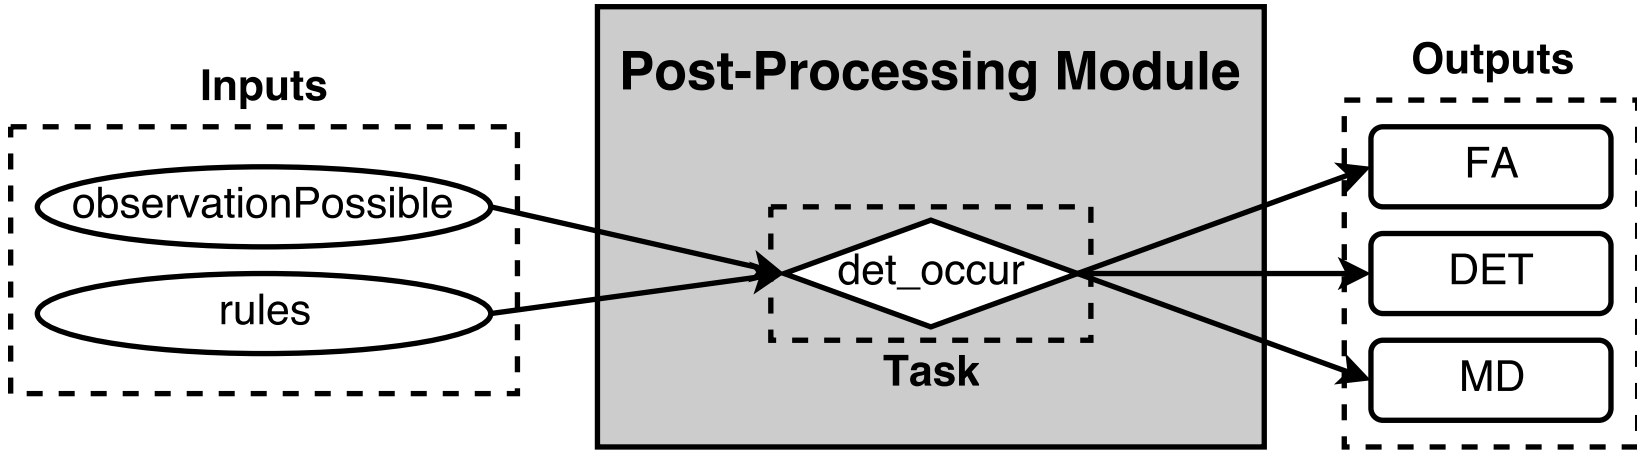 Inputs
observationPossible
rules
Post-Processing Module
det_occur
Task
Outputs
FA
DET
MD